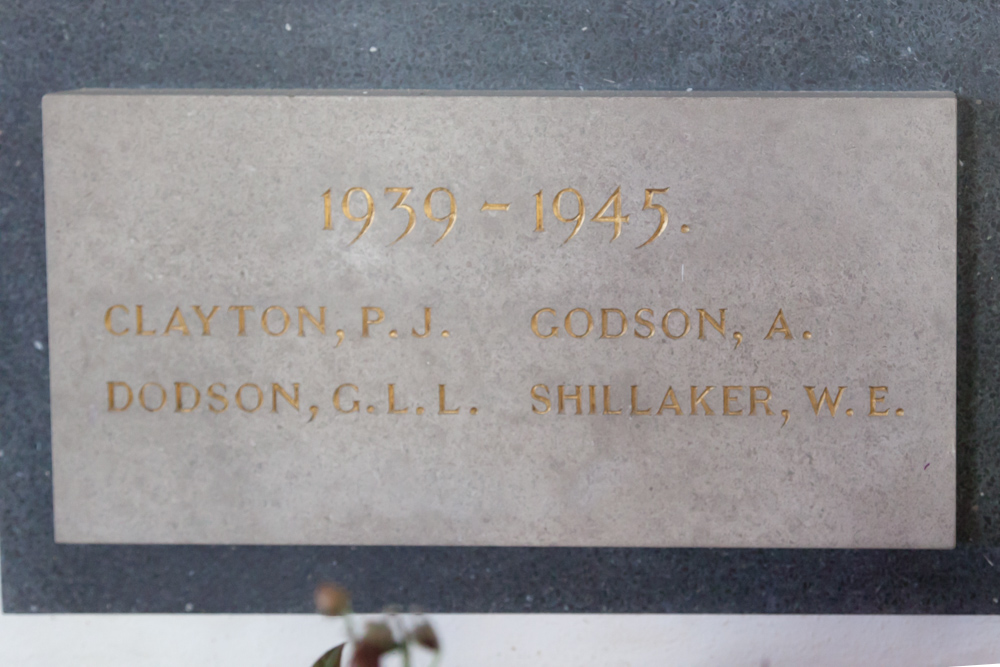 1939 - 1945.
CLAYTON, P. J. GODSON, A.
DODSON, G. L. L. SHILLAKER, W. E.